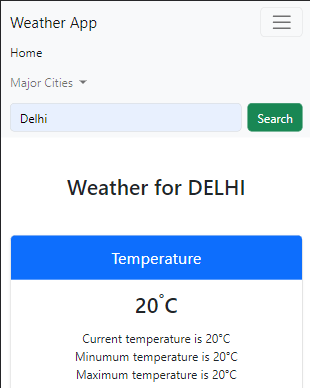 Weather App
Home
Major Cities
Delhi
Search
Weather for DELHI
Temperature
20°C
Current temperature is 20°C
Minumum temperature is 20°C
Maximum temperature is 20°C